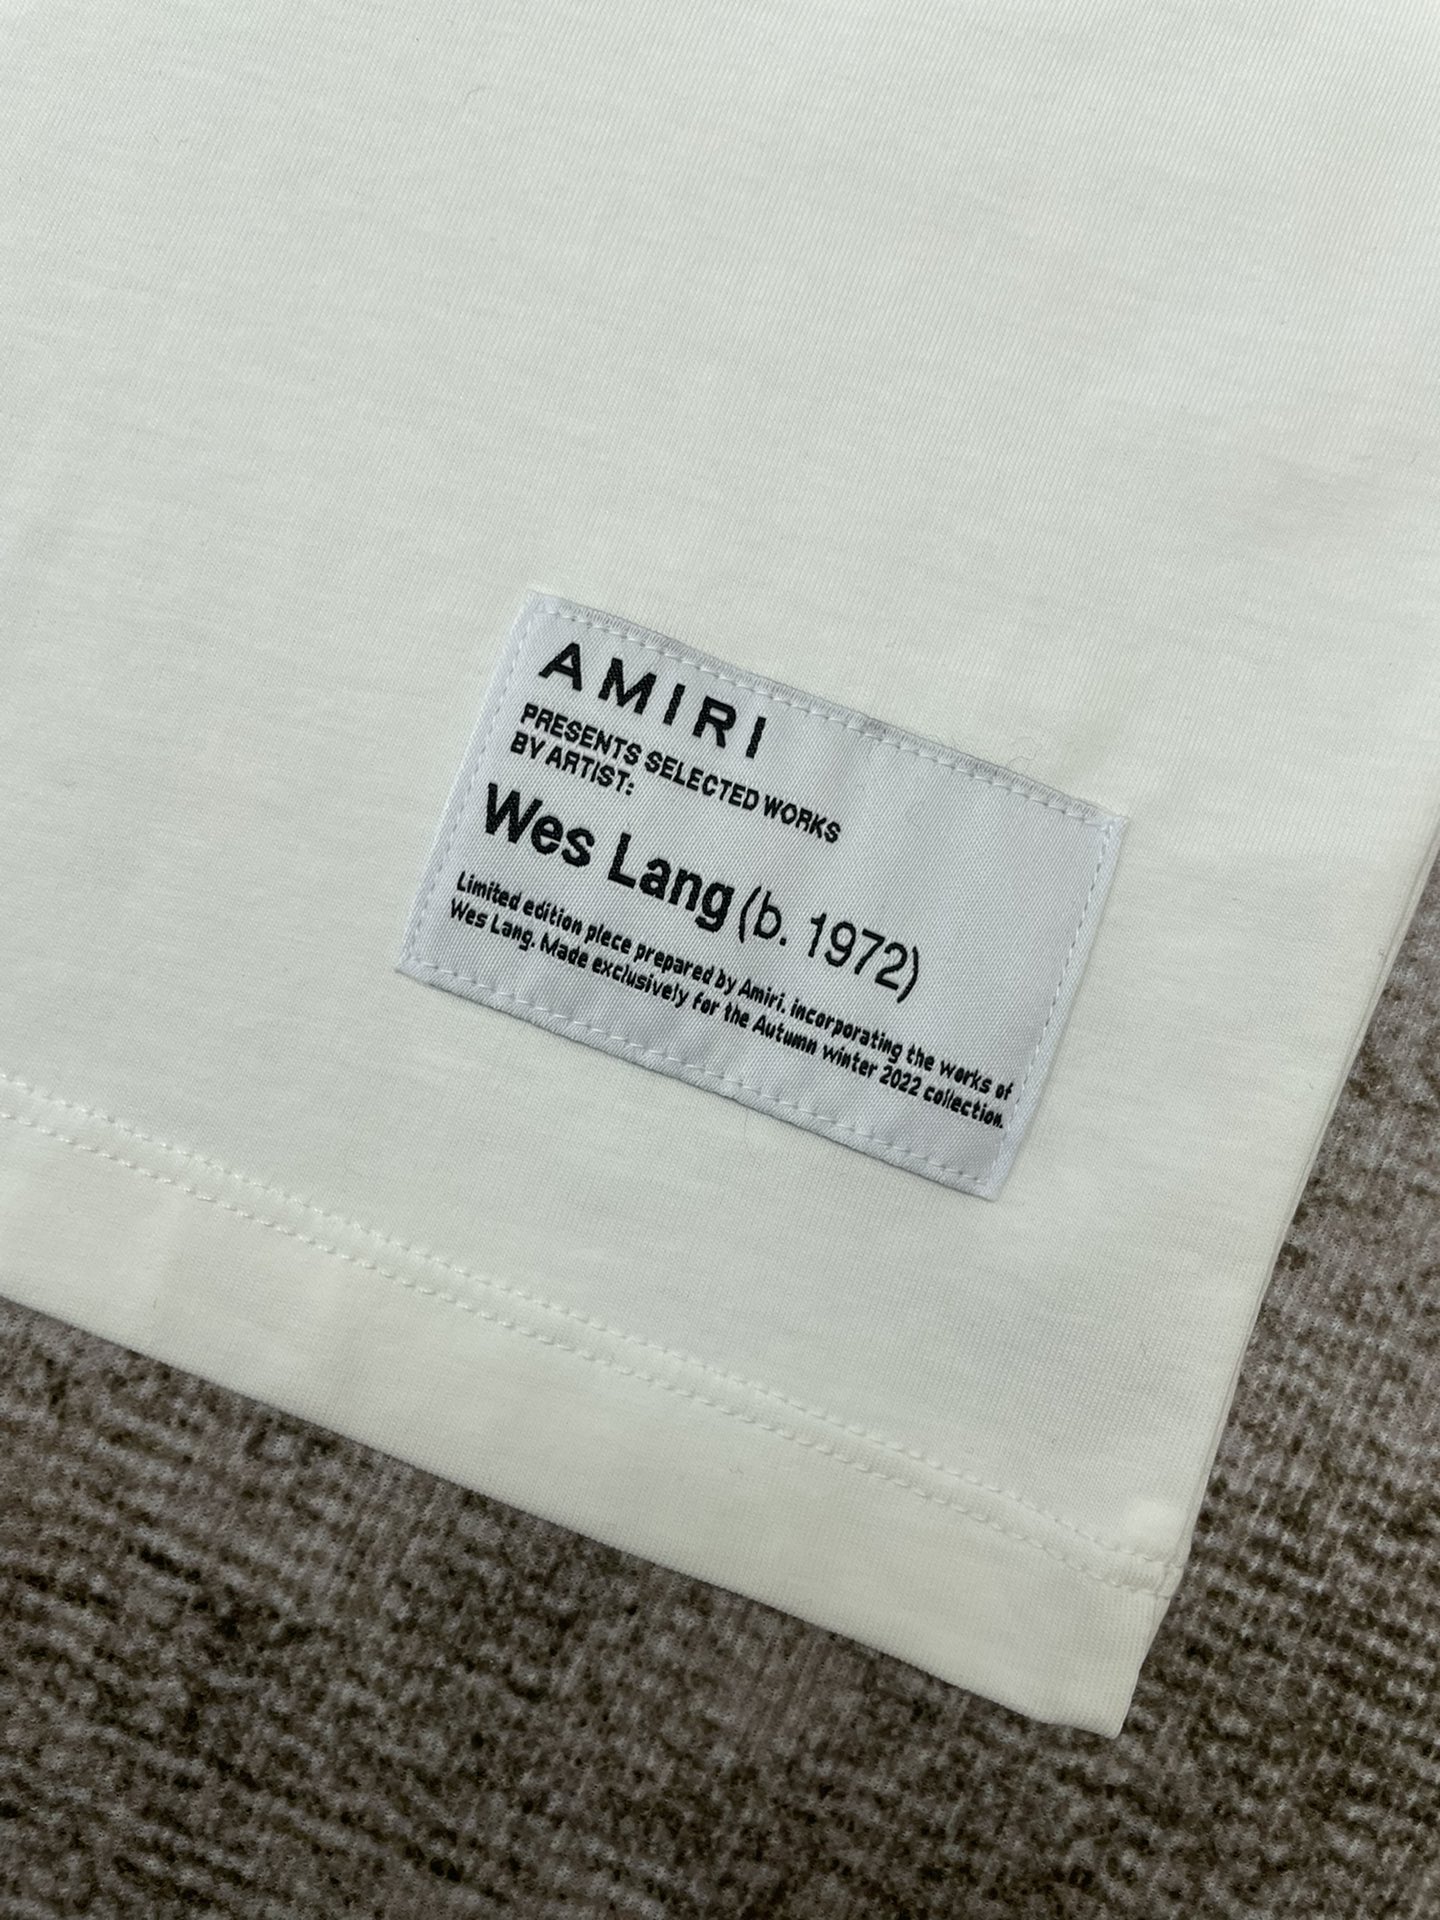 AMIRI
PRESENTS SELECTED WORKS
BY ARTIST:
Wes Lang (b. 1972)
Limited edition piece prepared by Amiri. incorporating the works of
Wes Lang. Made exclusively for the Autumn winter 2022 collection.